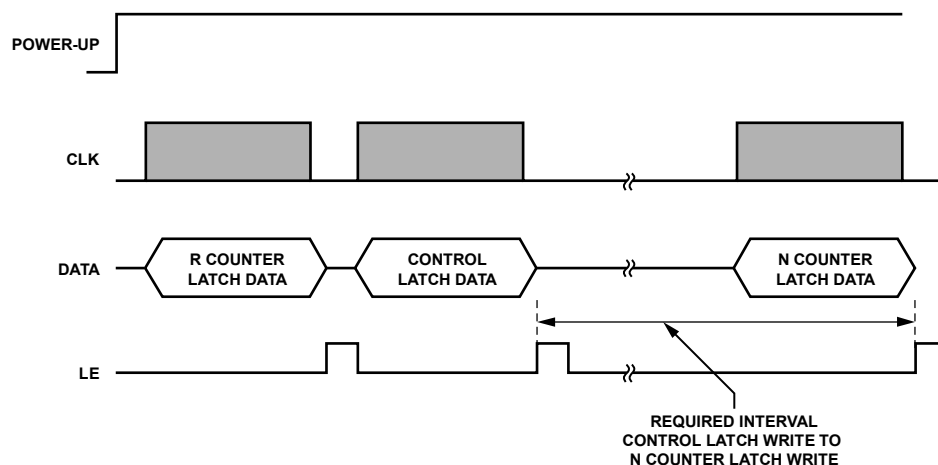 POWER-UP
CLK
DATA
R COUNTER
LATCH DATA
CONTROL
LATCH DATA
N COUNTER
LATCH DATA
LE
REQUIRED INTERVAL
CONTROL LATCH WRITE TO
N COUNTER LATCH WRITE